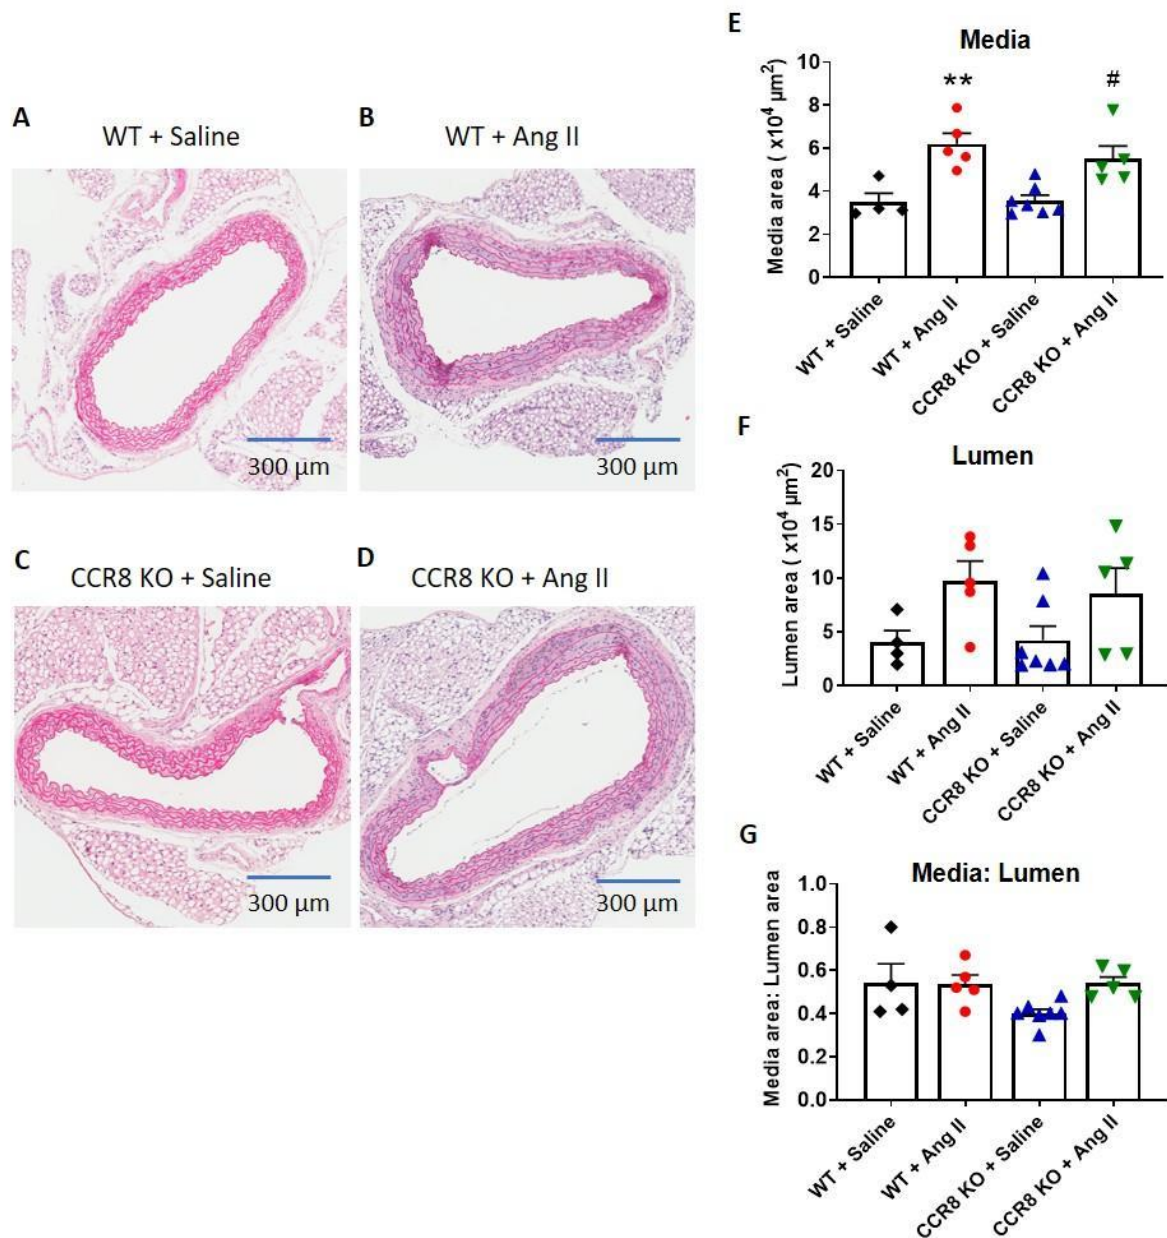 A
WT + Saline
B
WT + Ang II
300 µm
300 µm
C
CCR8 KO + Saline
D
CCR8 KO + Ang II
300 µm
300 µm
E
Media
Media area ( x10⁴ µm²)
10
8
6
4
2
0
**
#
WT + Saline
WT + Ang II
CCR8 KO + Saline
CCR8 KO + Ang II
F
Lumen
Lumen area ( x10⁴ µm²)
20
15
10
5
0
WT + Saline
WT + Ang II
CCR8 KO + Saline
CCR8 KO + Ang II
G
Media: Lumen
Media area: Lumen area
1.0
0.8
0.6
0.4
0.2
0.0
WT + Saline
WT + Ang II
CCR8 KO + Saline
CCR8 KO + Ang II